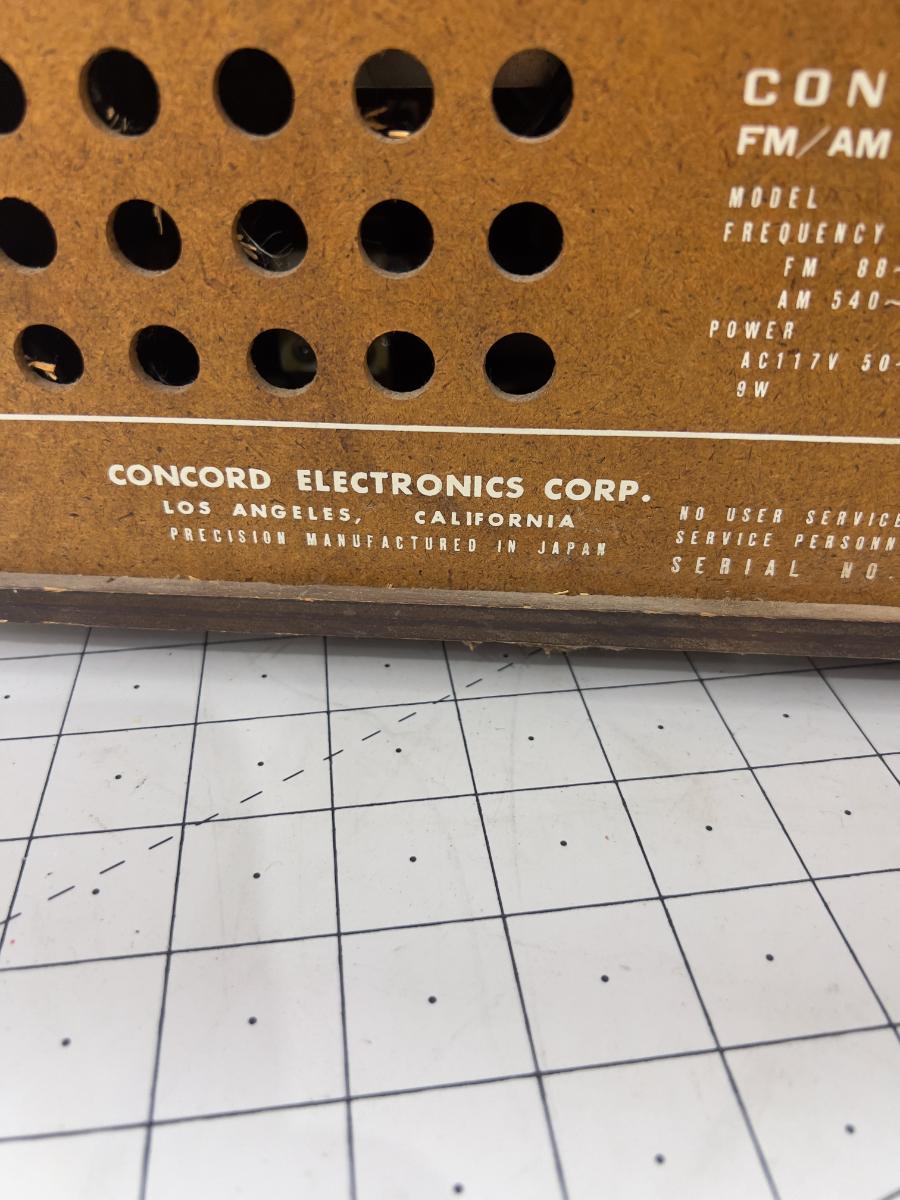 CON
FM/AM
MODEL
FREQUENCY
FM 88~
AM 540~
POWER
AC117V 50~
9W
CONCORD ELECTRONICS CORP.
LOS ANGELES, CALIFORNIA
PRECISION MANUFACTURED IN JAPAN
NO USER SERVICE
SERVICE PERSONN
SERIAL NO.